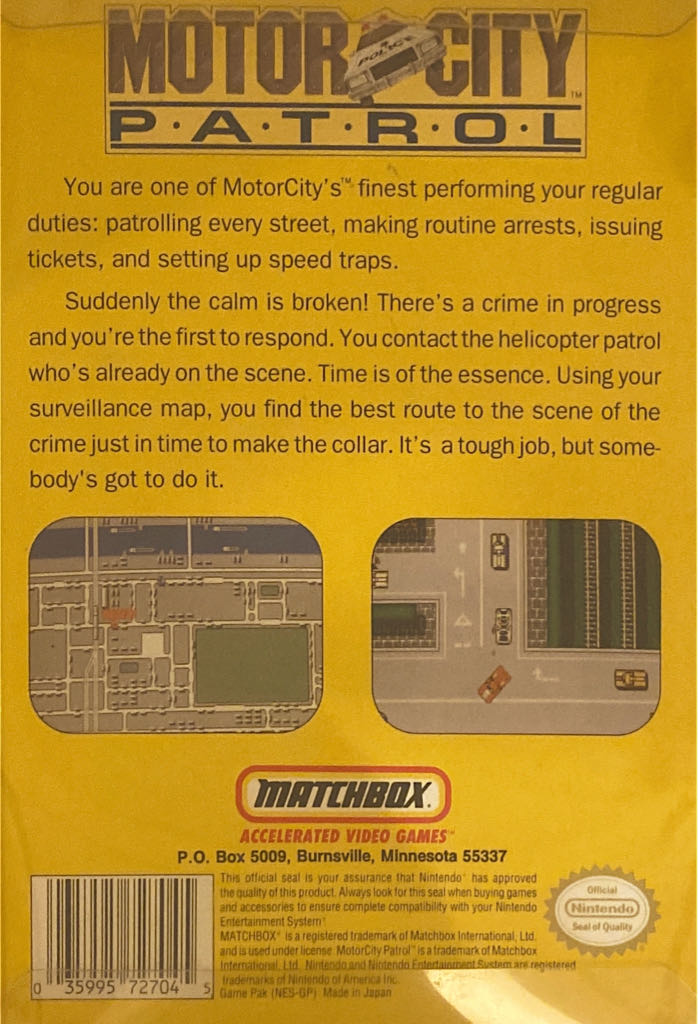 MOTOR CITY™
POLICE
P·A·T·R·O·L
You are one of MotorCity's™ finest performing your regular
duties: patrolling every street, making routine arrests, issuing
tickets, and setting up speed traps.
Suddenly the calm is broken! There's a crime in progress
and you're the first to respond. You contact the helicopter patrol
who's already on the scene. Time is of the essence. Using your
surveillance map, you find the best route to the scene of the
crime just in time to make the collar. It's a tough job, but some-
body's got to do it.
MATCHBOX.
ACCELERATED VIDEO GAMES™
P.O. Box 5009, Burnsville, Minnesota 55337
This official seal is your assurance that Nintendo® has approved
the quality of this product. Always look for this seal when buying games
and accessories to ensure complete compatibility with your Nintendo
Entertainment System®
MATCHBOX® is a registered trademark of Matchbox International, Ltd.
and is used under license. MotorCity Patrol™ is a trademark of Matchbox
International, Ltd. Nintendo and Nintendo Entertainment System are registered
trademarks of Nintendo of America Inc.
Game Pak (NES-GP) Made in Japan
Official
Nintendo
Seal of Quality
0 35995 72704 5